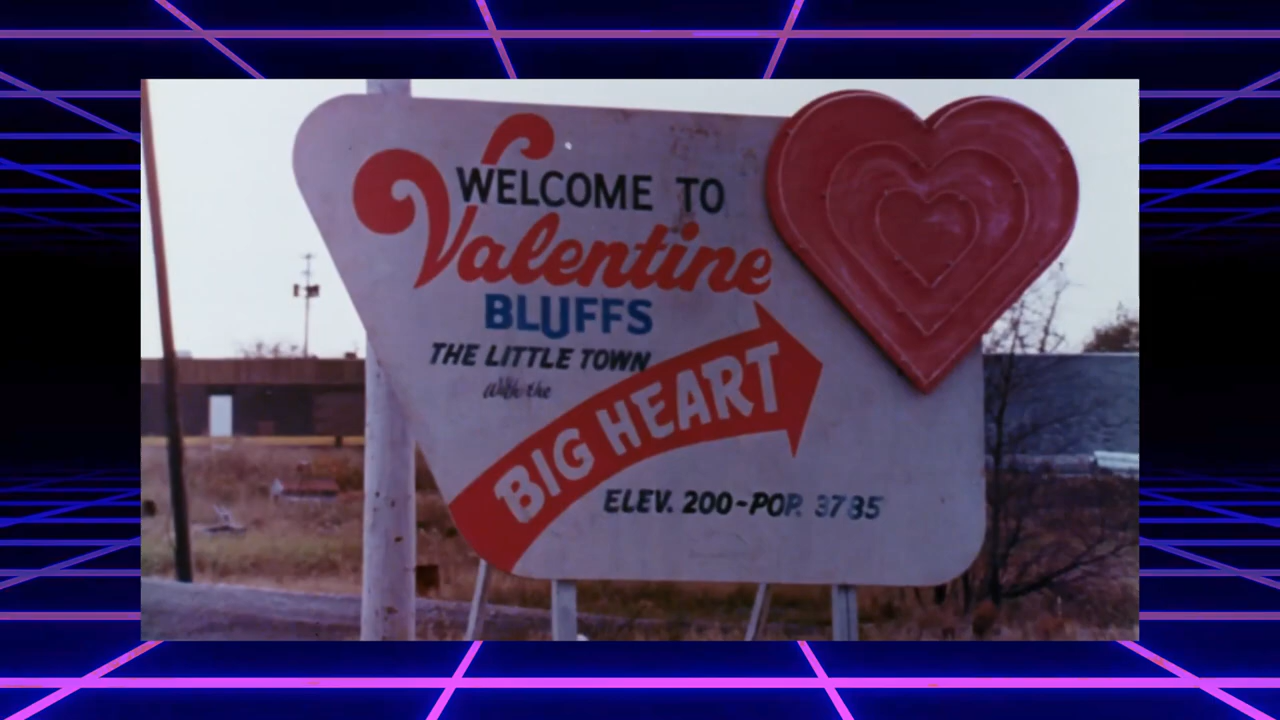 WELCOME TO
Valentine
BLUFFS
THE LITTLE TOWN
With the
BIG HEART
ELEV. 200-POP. 3785